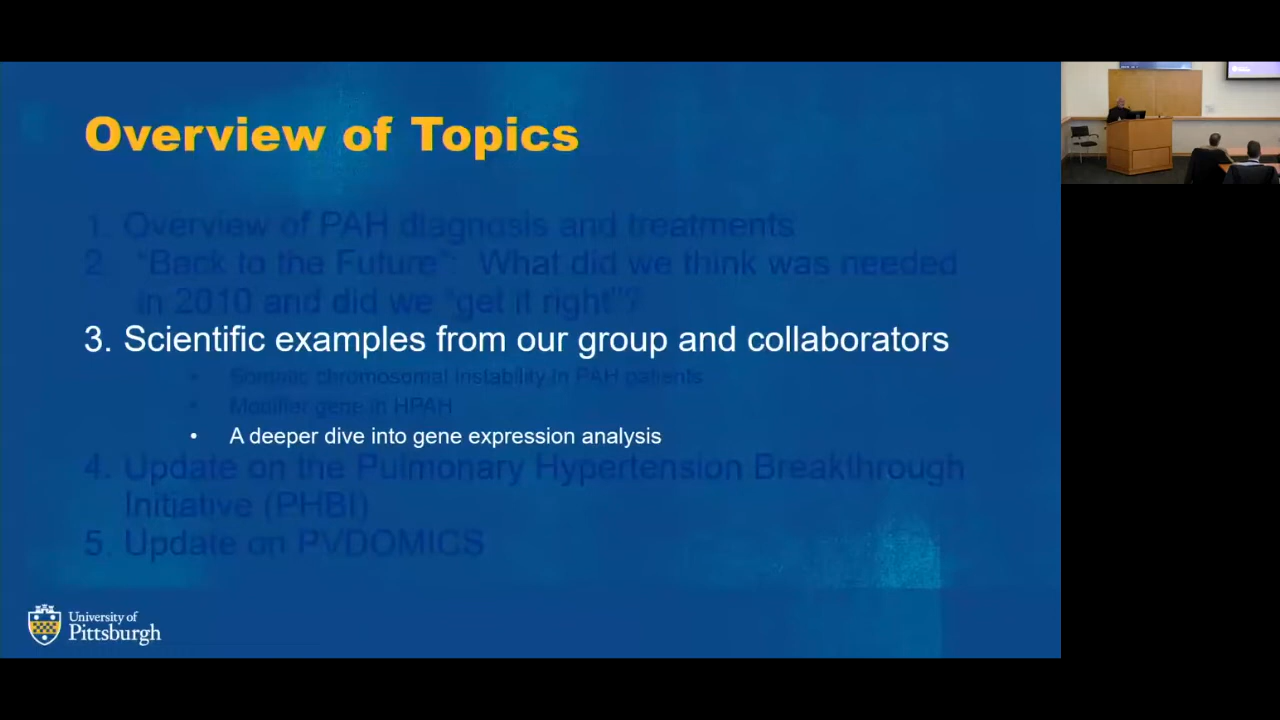 Overview of Topics
1. Overview of PAH diagnosis and treatments
2. "Back to the Future": What did we think was needed
in 2010 and did we "get it right"?
3. Scientific examples from our group and collaborators
• Somatic chromosomal instability in PAH patients
• Modifier gene in HPAH
• A deeper dive into gene expression analysis
4. Update on the Pulmonary Hypertension Breakthrough
Initiative (PHBI)
5. Update on PVDOMICS
University of
Pittsburgh